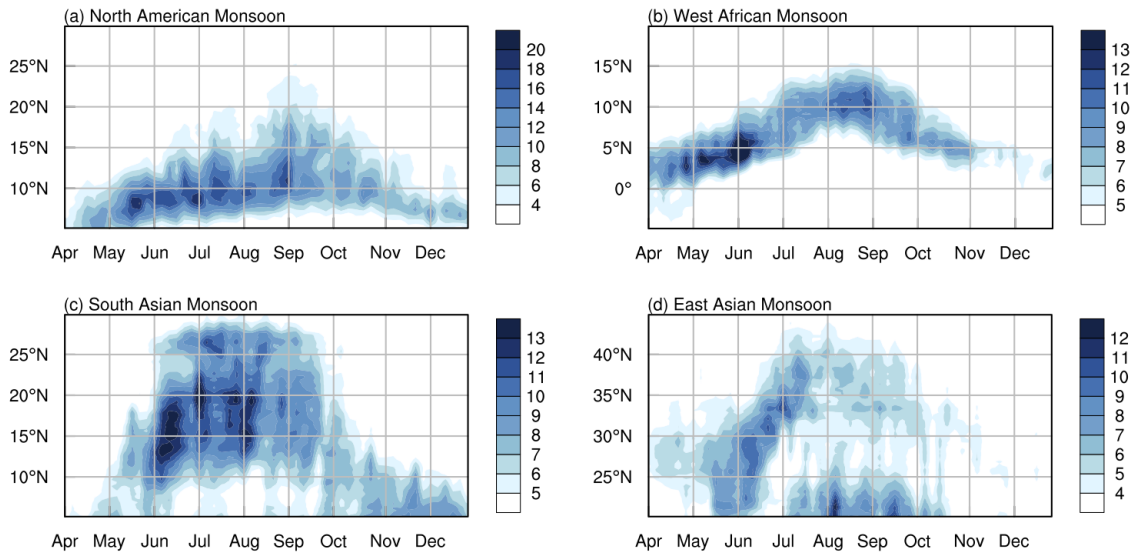 (a) North American Monsoon
25°N
20°N
15°N
10°N
Apr May Jun Jul Aug Sep Oct Nov Dec
20
18
16
14
12
10
8
6
4
(b) West African Monsoon
15°N
10°N
5°N
0°
Apr May Jun Jul Aug Sep Oct Nov Dec
13
12
11
10
9
8
7
6
5
(c) South Asian Monsoon
25°N
20°N
15°N
10°N
Apr May Jun Jul Aug Sep Oct Nov Dec
13
12
11
10
9
8
7
6
5
(d) East Asian Monsoon
40°N
35°N
30°N
25°N
Apr May Jun Jul Aug Sep Oct Nov Dec
12
11
10
9
8
7
6
5
4